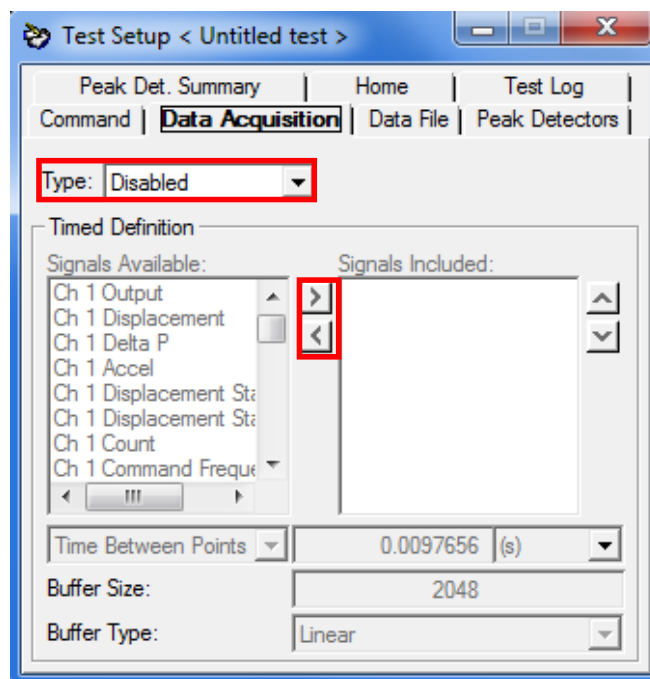 Test Setup < Untitled test >
Peak Det. Summary Home Test Log
Command Data Acquisition Data File Peak Detectors
Type: Disabled
Timed Definition
Signals Available: Signals Included:
Ch 1 Output
Ch 1 Displacement
Ch 1 Delta P
Ch 1 Accel
Ch 1 Displacement Sta
Ch 1 Displacement Sta
Ch 1 Count
Ch 1 Command Freque
Time Between Points 0.0097656 (s)
Buffer Size: 2048
Buffer Type: Linear